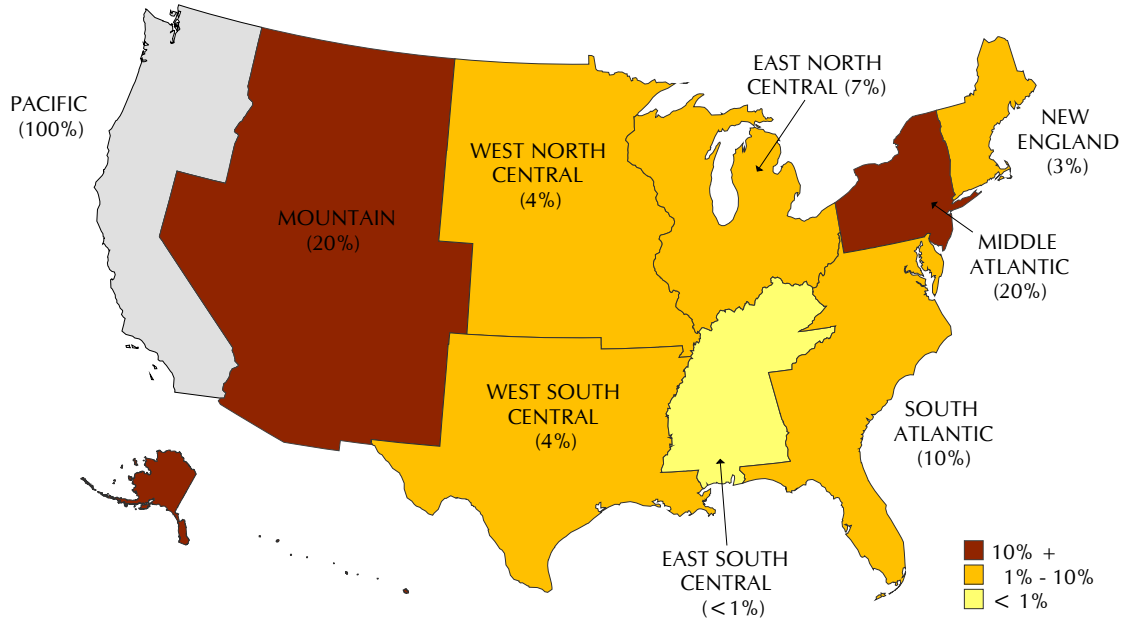 PACIFIC
(100%)
MOUNTAIN
(20%)
WEST NORTH
CENTRAL
(4%)
WEST SOUTH
CENTRAL
(4%)
EAST NORTH
CENTRAL (7%)
NEW
ENGLAND
(3%)
MIDDLE
ATLANTIC
(20%)
SOUTH
ATLANTIC
(10%)
EAST SOUTH
CENTRAL
(<1%)
10% +
1% - 10%
< 1%